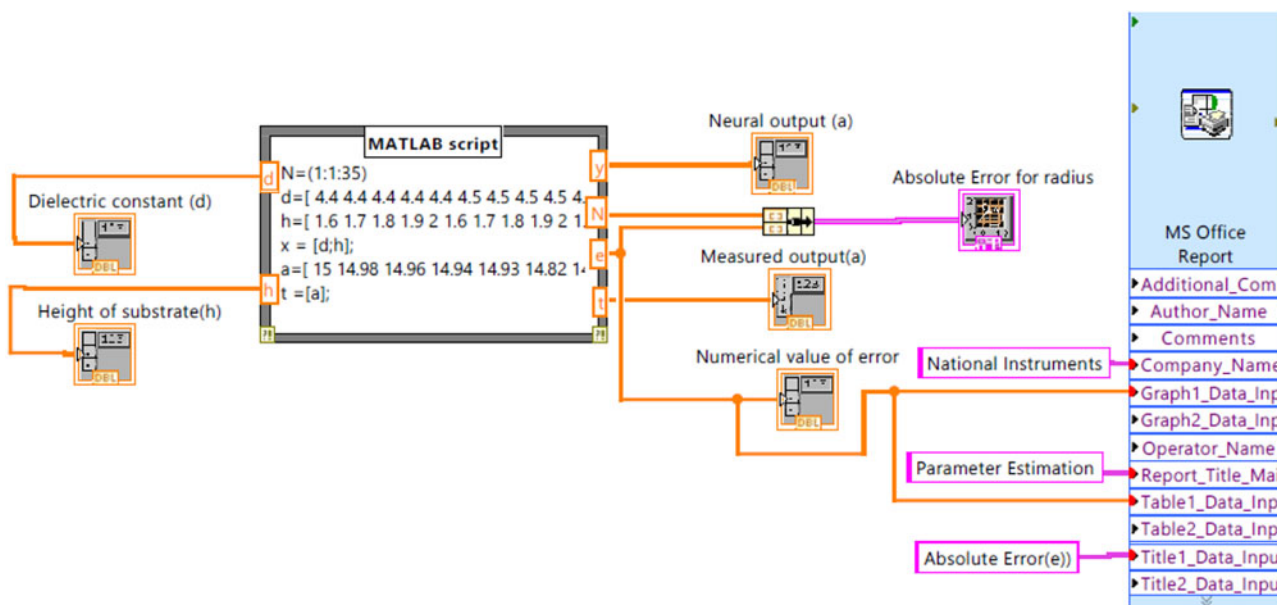 MATLAB script
d
N=(1:1:35)
d=[ 4.4 4.4 4.4 4.4 4.4 4.5 4.5 4.5 4.5 4.5 4.
h=[ 1.6 1.7 1.8 1.9 2 1.6 1.7 1.8 1.9 2 1.
x = [d;h];
a=[ 15 14.98 14.96 14.94 14.93 14.82 14
h
t =[a];
y
N
e
t
Dielectric constant (d)
DBL
Height of substrate(h)
DBL
Neural output (a)
DBL
Absolute Error for radius
Measured output(a)
DBL
Numerical value of error
DBL
National Instruments
Parameter Estimation
Absolute Error(e))
MS Office
Report
Additional_Com
Author_Name
Comments
Company_Name
Graph1_Data_Inp
Graph2_Data_Inp
Operator_Name
Report_Title_Mai
Table1_Data_Inp
Table2_Data_Inp
Title1_Data_Inpu
Title2_Data_Inpu